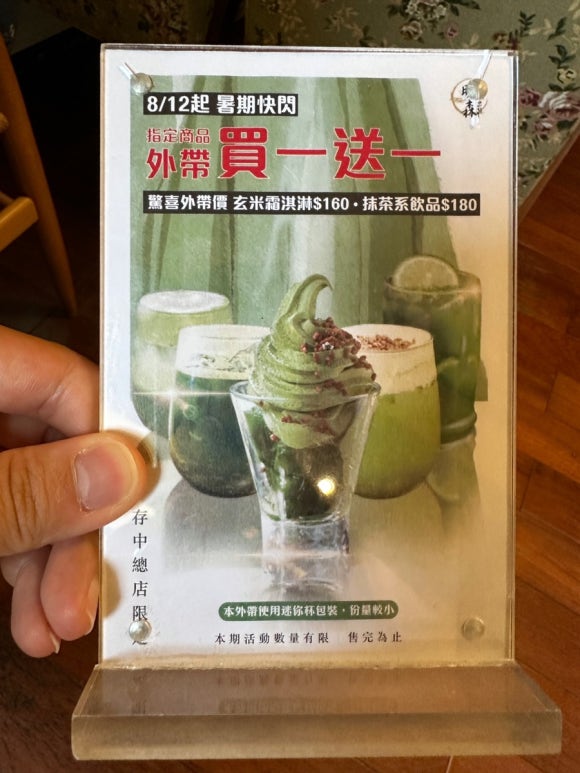 8/12起 暑期快閃
指定商品
外帶 買一送一
驚喜外帶價 玄米霜淇淋$160・抹茶系飲品$180
存中總店限定
本外帶使用迷你杯包裝，份量較小
本期活動數量有限 售完為止